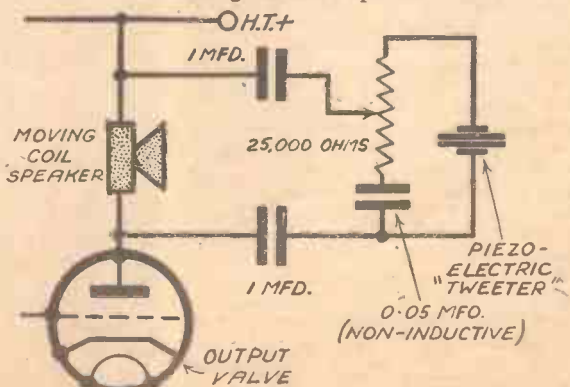 H.T.+
1 MFD.
MOVING
COIL
SPEAKER
25,000 OHMS
1 MFD.
PIEZO-
ELECTRIC
"TWEETER"
0·05 MFD.
(NON-INDUCTIVE)
OUTPUT
VALVE